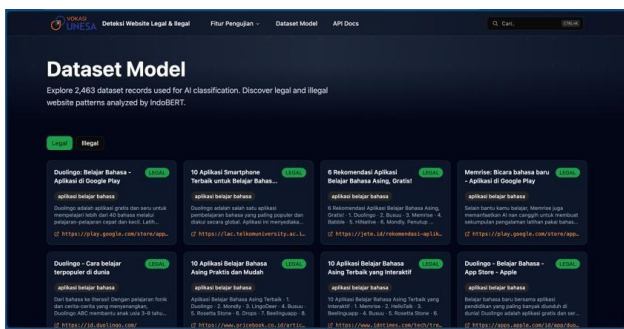 VOKASI
UNESA
Deteksi Website Legal & Ilegal
Fitur Pengujian
Dataset Model
API Docs
Cari..
CTRL+K
Dataset Model
Explore 2,463 dataset records used for AI classification. Discover legal and illegal
website patterns analyzed by IndoBERT.
Legal
Illegal
Duolingo: Belajar Bahasa -
Aplikasi di Google Play
LEGAL
aplikasi belajar bahasa
Duolingo adalah aplikasi gratis dan seru untuk
mempelajari lebih dari 40 bahasa melalui
pelajaran-pelajaran cepat dan kecil. Latih...
https://play.google.com/store/app…
10 Aplikasi Smartphone
Terbaik untuk Belajar Bahas...
LEGAL
aplikasi belajar bahasa
Duolingo adalah salah satu aplikasi
pembelajaran bahasa yang paling populer dan
diakui secara global. Aplikasi ini menyediaka...
https://lac.telkomuniversity.ac.i…
6 Rekomendasi Aplikasi
Belajar Bahasa Asing, Gratis!
LEGAL
aplikasi belajar bahasa
6 Rekomendasi Aplikasi Belajar Bahasa Asing,
Gratis! · 1. Duolingo · 2. Busuu · 3. Memrise · 4.
Babble · 5. HiNative · 6. Mondly. Penutup ...
https://jete.id/rekomendasi-aplik…
Memrise: Bicara bahasa baru
- Aplikasi di Google Play
LEGAL
aplikasi belajar bahasa
Selain bantu kamu belajar, Memrise juga
memanfaatkan AI nan canggih untuk membuat
sekumpulan pengalaman latihan pakai bahas...
https://play.google.com/store/app…
Duolingo - Cara belajar
terpopuler di dunia
LEGAL
aplikasi belajar bahasa
Dari bahasa ke literasi! Dengan pelajaran fonik
dan cerita-cerita yang menyenangkan,
Duolingo ABC membantu anak usia 3-8 tahu...
https://id.duolingo.com/
10 Aplikasi Belajar Bahasa
Asing Praktis dan Mudah
LEGAL
aplikasi belajar bahasa
Aplikasi Belajar Bahasa Asing Terbaik · 1.
Duolingo · 2. Mondly · 3. LingoDeer · 4. Busuu ·
5. Rosetta Stone · 6. Drops · 7. Beelinguapp · 8.
https://www.pricebook.co.id/artic…
10 Aplikasi Belajar Bahasa
Asing Terbaik yang Interaktif
LEGAL
aplikasi belajar bahasa
10 Aplikasi Belajar Bahasa Asing Terbaik yang
Interaktif · 1. Memrise · 2. HelloTalk · 3.
Beelinguapp · 4. Busuu · 5. Rosetta Stone · 6.
https://www.idntimes.com/tech/tre…
Duolingo - Belajar Bahasa -
App Store - Apple
LEGAL
aplikasi belajar bahasa
Belajar bahasa baru bersama aplikasi
pendidikan yang paling banyak diunduh di
dunia! Duolingo adalah aplikasi gratis dan ser...
https://apps.apple.com/id/app/duo…